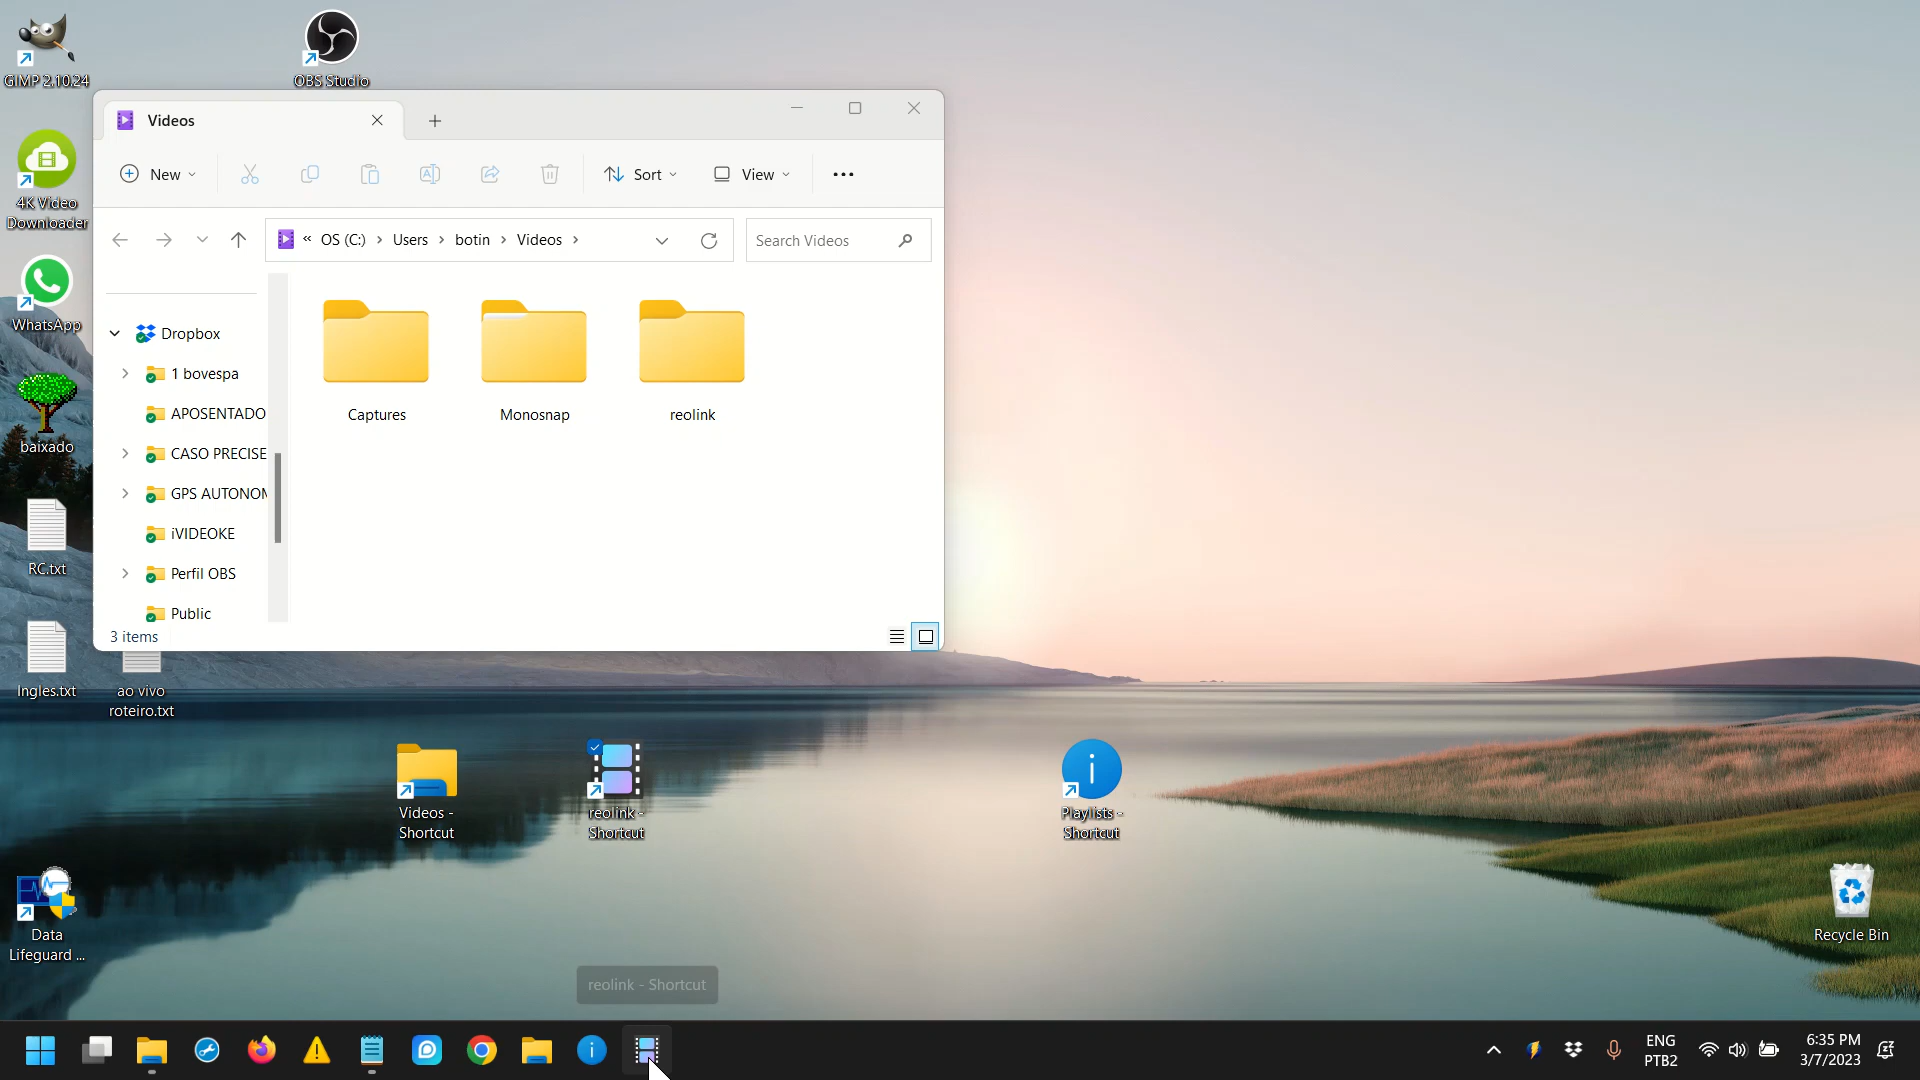 GIMP 2.10.24
OBS Studio
Videos
New
Sort
View
4K Video
Downloader
« OS (C:) > Users > botin > Videos >
Search Videos
WhatsApp
Dropbox
1 bovespa
APOSENTADO
CASO PRECISE
GPS AUTONOM
iVIDEOKE
Perfil OBS
Public
Captures
Monosnap
reolink
baixado
RC.txt
3 items
Ingles.txt
ao vivo
roteiro.txt
Videos -
Shortcut
reolink -
Shortcut
Playlists -
Shortcut
Data
Lifeguard ...
Recycle Bin
reolink - Shortcut
ENG
PTB2
6:35 PM
3/7/2023